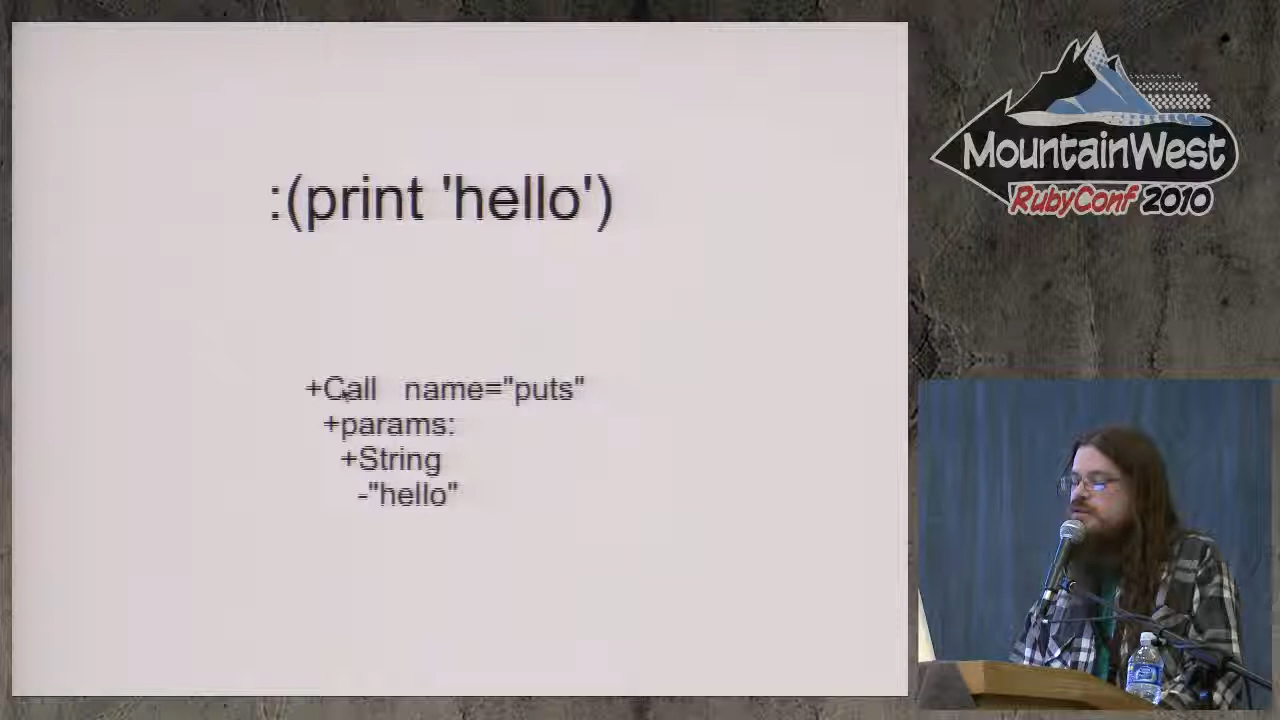 :(print 'hello')
+Call name="puts"
+params:
+String
-"hello"
MountainWest
RubyConf 2010